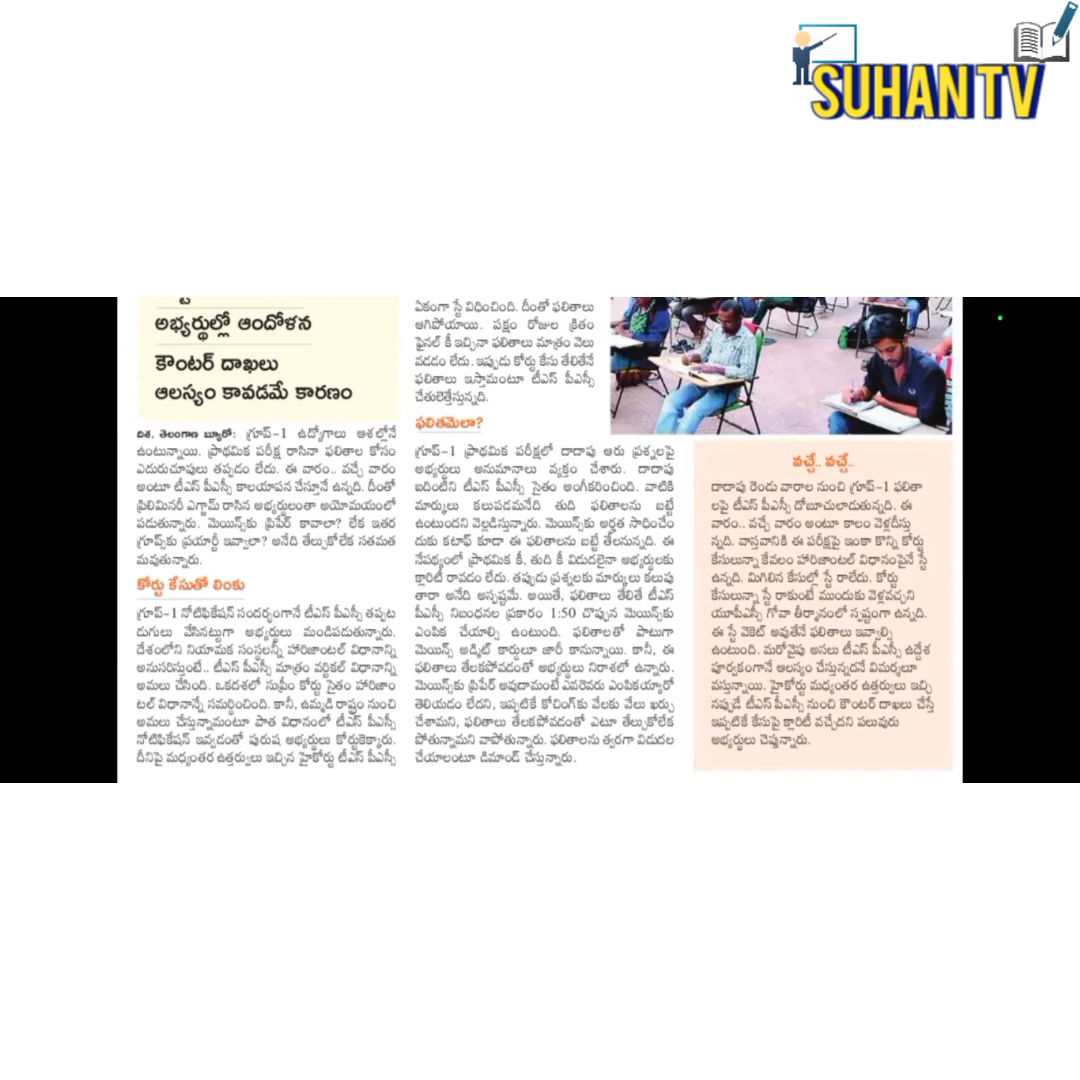 SUHAN TV
అభ్యర్థుల్లో ఆందోళన
కౌంటర్ దాఖలు
ఆలస్యం కావడమే కారణం
దిశ, తెలంగాణ బ్యూరో: గ్రూప్-1 ఉద్యోగాలు ఆశల్లోనే
ఉంటున్నాయి. ప్రాథమిక పరీక్ష రాసినా ఫలితాల కోసం
ఎదురుచూపులు తప్పడం లేదు. ఈ వారం.. వచ్చే వారం
అంటూ టీఎస్ పీఎస్సీ కాలయాపన చేస్తూనే ఉన్నది. దీంతో
ప్రిలిమినరీ ఎగ్జామ్ రాసిన అభ్యర్థులంతా అయోమయంలో
పడుతున్నారు. మెయిన్స్‌కు ప్రిపేర్ కావాలా? లేక ఇతర
గ్రూప్స్‌కు ప్రయార్టీ ఇవ్వాలా? అనేది తేల్చుకోలేక సతమత
మవుతున్నారు.
కోర్టు కేసుతో లింకు
గ్రూప్-1 నోటిఫికేషన్ సందర్భంగానే టీఎస్ పీఎస్సీ తప్పట
డుగులు వేసినట్టుగా అభ్యర్థులు మండిపడుతున్నారు.
దేశంలోని నియామక సంస్థలన్నీ హారిజాంటల్ విధానాన్ని
అనుసరిస్తుంటే.. టీఎస్ పీఎస్సీ మాత్రం వర్టికల్ విధానాన్ని
అమలు చేసింది. ఒకదశలో సుప్రీం కోర్టు సైతం హారిజాం
టల్ విధానాన్నే సమర్థించింది. కానీ, ఉమ్మడి రాష్ట్రం నుంచి
అమలు చేస్తున్నామంటూ పాత విధానంలో టీఎస్ పీఎస్సీ
నోటిఫికేషన్ ఇవ్వడంతో పురుష అభ్యర్థులు కోర్టుకెక్కారు.
దీనిపై మధ్యంతర ఉత్తర్వులు ఇచ్చిన హైకోర్టు టీఎస్ పీఎస్సీ
ఏకంగా స్టే విధించింది. దీంతో ఫలితాలు
ఆగిపోయాయి. పక్షం రోజుల క్రితం
ఫైనల్ కీ ఇచ్చినా ఫలితాలు మాత్రం వెలు
వడడం లేదు. ఇప్పుడు కోర్టు కేసు తేలితేనే
ఫలితాలు ఇస్తామంటూ టీఎస్ పీఎస్సీ
చేతులెత్తేస్తున్నది.
ఫలితమెలా?
గ్రూప్-1 ప్రాథమిక పరీక్షలో దాదాపు ఆరు ప్రశ్నలపై
అభ్యర్థులు అనుమానాలు వ్యక్తం చేశారు. దాదాపు
ఐదింటిని టీఎస్ పీఎస్సీ సైతం అంగీకరించింది. వాటికి
మార్కులు కలుపడమనేది తుది ఫలితాలను బట్టే
ఉంటుందని వెల్లడిస్తున్నారు. మెయిన్స్‌కు అర్హత సాధించేం
దుకు కటాఫ్ కూడా ఈ ఫలితాలను బట్టే తేలనున్నది. ఈ
నేపథ్యంలో ప్రాథమిక కీ, తుది కీ విడుదలైనా అభ్యర్థులకు
క్లారిటీ రావడం లేదు. తప్పుడు ప్రశ్నలకు మార్కులు కలుపు
తారా అనేది అస్పష్టమే. అయితే, ఫలితాలు తేలితే టీఎస్
పీఎస్సీ నిబంధనల ప్రకారం 1:50 చొప్పున మెయిన్స్‌కు
ఎంపిక చేయాల్సి ఉంటుంది. ఫలితాలతో పాటుగా
మెయిన్స్ అడ్మిట్ కార్డులూ జారీ కానున్నాయి. కానీ, ఈ
ఫలితాలు తేలకపోవడంతో అభ్యర్థులు నిరాశలో ఉన్నారు.
మెయిన్స్‌కు ప్రిపేర్ అవుదామంటే ఎవరెవరు ఎంపికయ్యారో
తెలియడం లేదని, ఇప్పటికే కోచింగ్‌కు వేలకు వేలు ఖర్చు
చేశామని, ఫలితాలు తేలకపోవడంతో ఎటూ తేల్చుకోలేక
పోతున్నామని వాపోతున్నారు. ఫలితాలను త్వరగా విడుదల
చేయాలంటూ డిమాండ్ చేస్తున్నారు.
వచ్చే.. వచ్చే..
దాదాపు రెండు వారాల నుంచి గ్రూప్-1 ఫలితా
లపై టీఎస్ పీఎస్సీ దోబూచులాడుతున్నది. ఈ
వారం.. వచ్చే వారం అంటూ కాలం వెళ్లదీస్తు
న్నది. వాస్తవానికి ఈ పరీక్షపై ఇంకా కొన్ని కోర్టు
కేసులున్నా కేవలం హారిజాంటల్ విధానంపైనే స్టే
ఉన్నది. మిగిలిన కేసుల్లో స్టే రాలేదు. కోర్టు
కేసులున్నా స్టే రాకుంటే ముందుకు వెళ్లవచ్చని
యూపీఎస్సీ గోవా తీర్మానంలో స్పష్టంగా ఉన్నది.
ఈ స్టే వెకెట్ అవుతేనే ఫలితాలు ఇవ్వాల్సి
ఉంటుంది. మరోవైపు అసలు టీఎస్ పీఎస్సీ ఉద్దేశ
పూర్వకంగానే ఆలస్యం చేస్తున్నదనే విమర్శలూ
వస్తున్నాయి. హైకోర్టు మధ్యంతర ఉత్తర్వులు ఇచ్చి
నప్పుడే టీఎస్ పీఎస్సీ నుంచి కౌంటర్ దాఖలు చేస్తే
ఇప్పటికే కేసుపై క్లారిటీ వచ్చేదని పలువురు
అభ్యర్థులు చెప్తున్నారు.